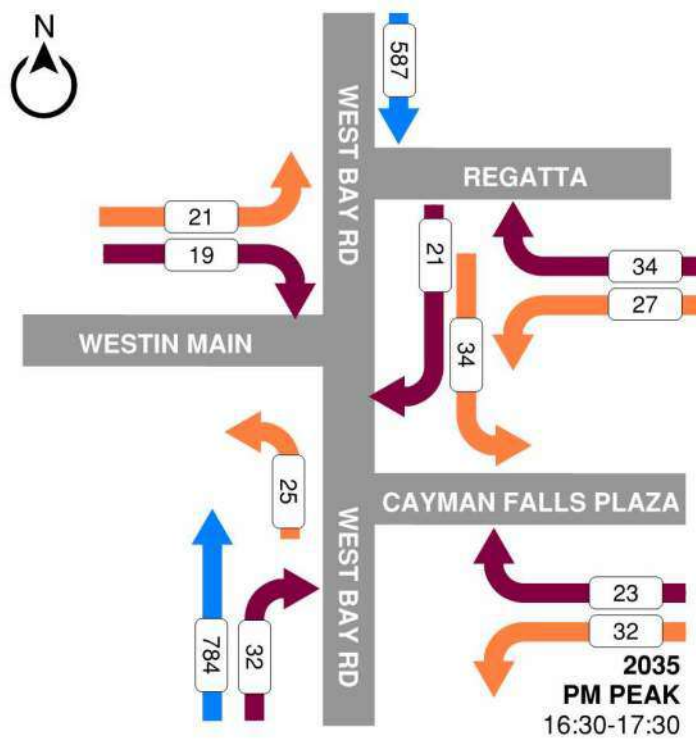 N
587
WEST BAY RD
REGATTA
21
19
21
34
27
34
WESTIN MAIN
25
CAYMAN FALLS PLAZA
WEST BAY RD
784
32
23
32
2035
PM PEAK
16:30-17:30